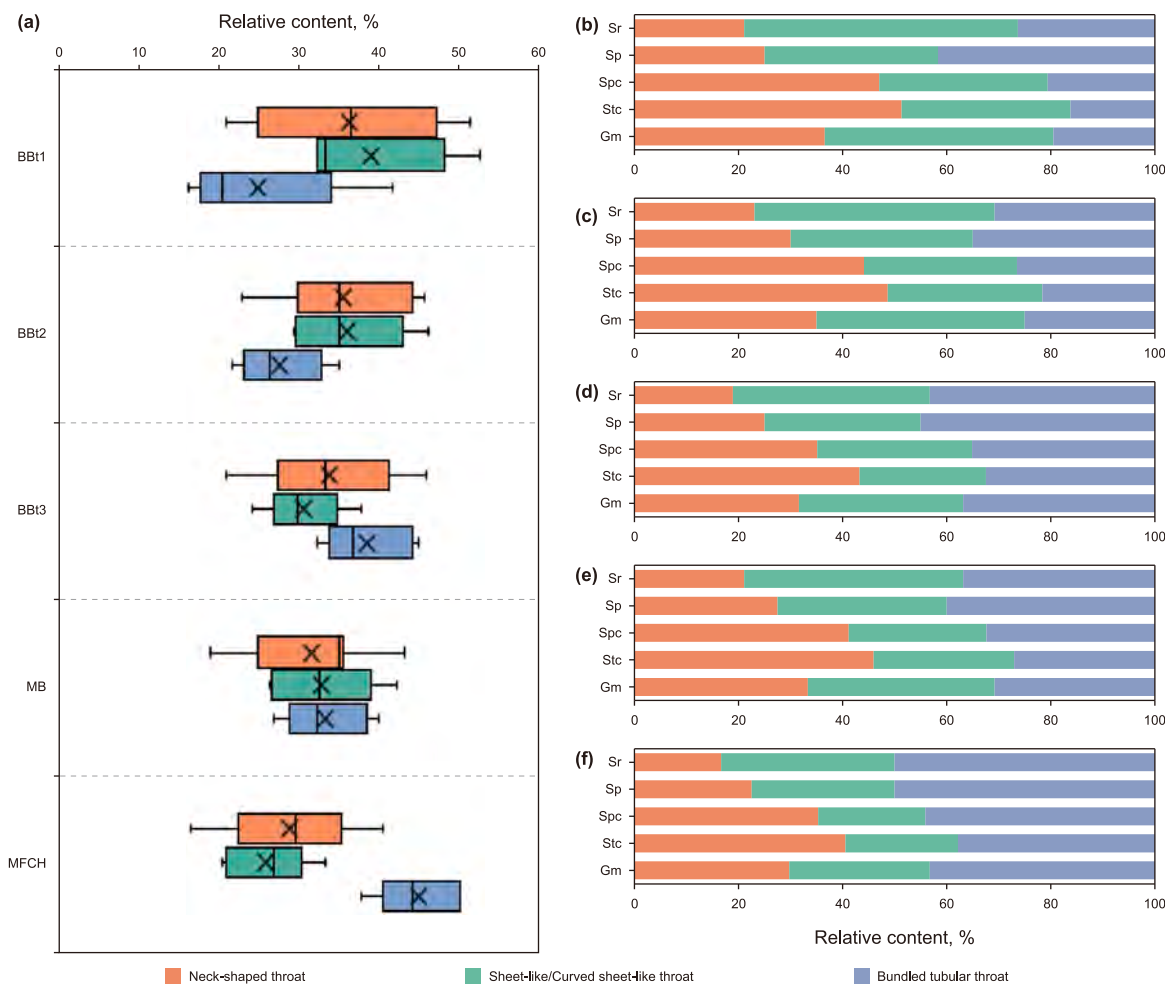 (a)
Relative content, %
0 10 20 30 40 50 60
BBt1
BBt2
BBt3
MB
MFCH
(b)
Sr
Sp
Spc
Stc
Gm
0 20 40 60 80 100
(c)
Sr
Sp
Spc
Stc
Gm
0 20 40 60 80 100
(d)
Sr
Sp
Spc
Stc
Gm
0 20 40 60 80 100
(e)
Sr
Sp
Spc
Stc
Gm
0 20 40 60 80 100
(f)
Sr
Sp
Spc
Stc
Gm
0 20 40 60 80 100
Relative content, %
Neck-shaped throat
Sheet-like/Curved sheet-like throat
Bundled tubular throat